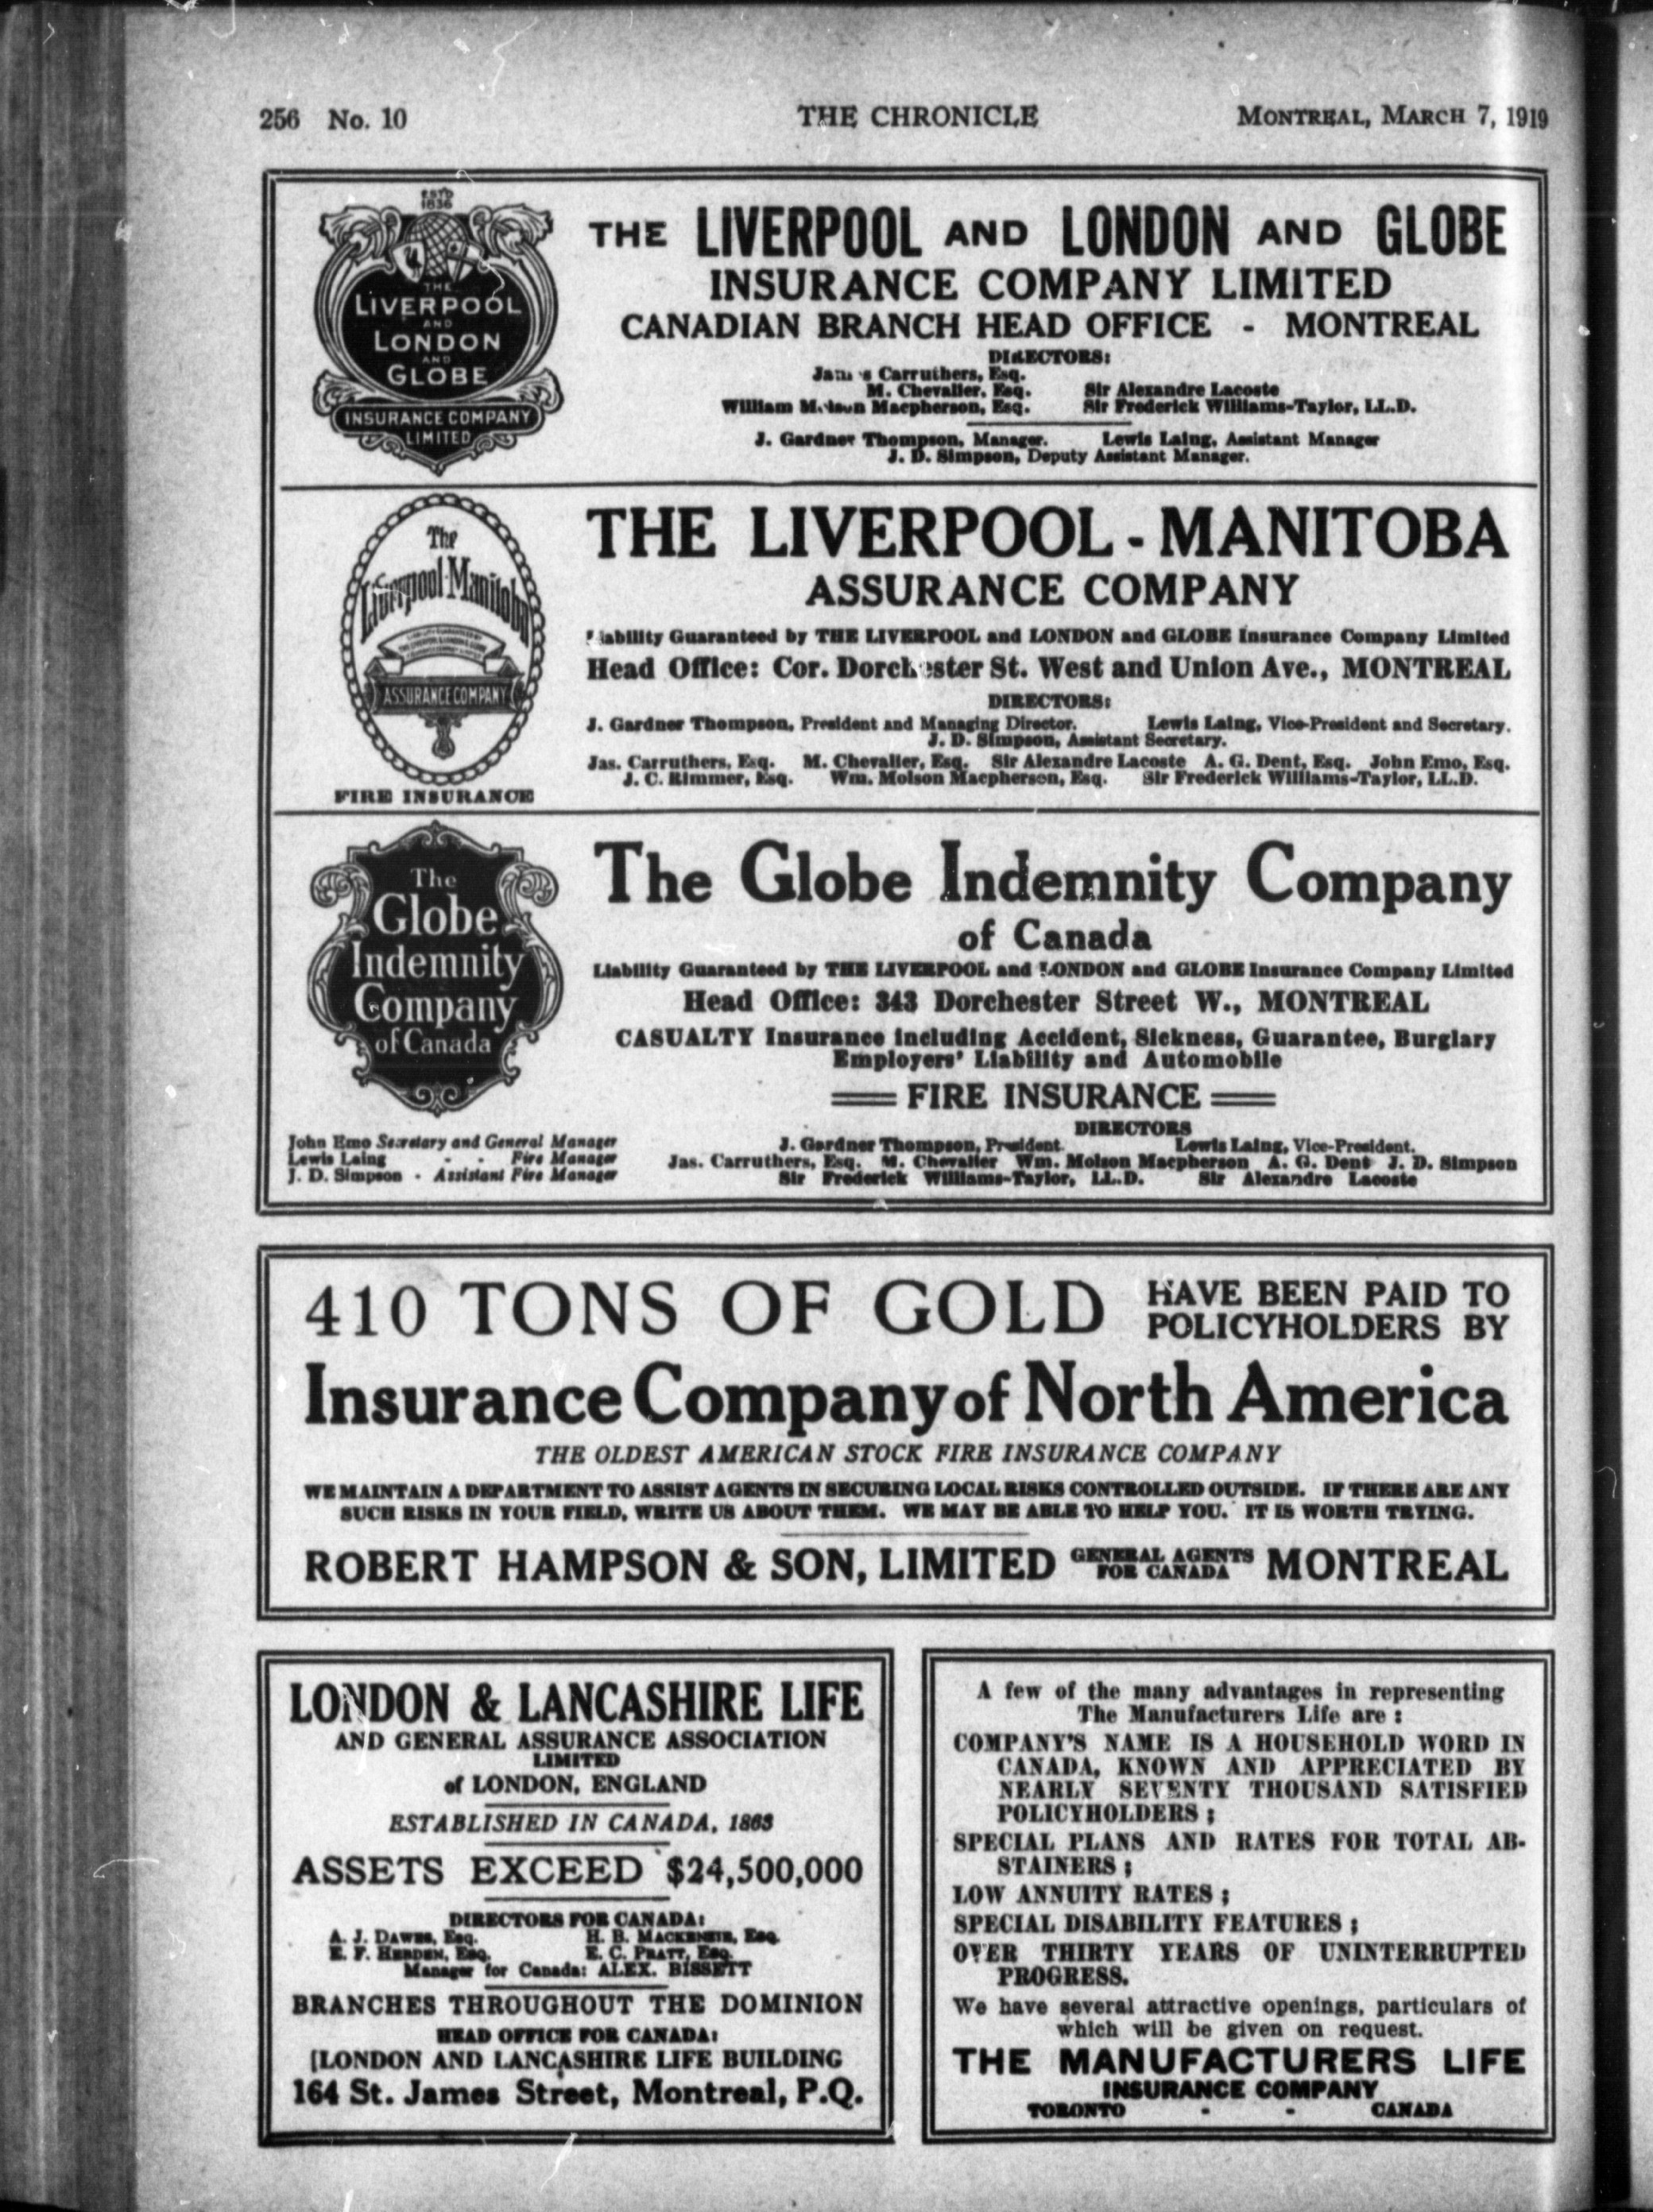 256 No. 10 THE CHRONICLE MONTREAL, MARCH 7, 1919
ESTD
1836
THE
LIVERPOOL
AND
LONDON
AND
GLOBE
INSURANCE COMPANY
LIMITED
THE LIVERPOOL AND LONDON AND GLOBE
INSURANCE COMPANY LIMITED
CANADIAN BRANCH HEAD OFFICE - MONTREAL
DIRECTORS:
James Carruthers, Esq.
M. Chevalier, Esq. Sir Alexandre Lacoste
William Molson Macpherson, Esq. Sir Frederick Williams-Taylor, LL.D.
J. Gardner Thompson, Manager. Lewis Laing, Assistant Manager
J. D. Simpson, Deputy Assistant Manager.
The
Liverpool-Manitoba
ASSURANCE COMPANY
FIRE INSURANCE
THE LIVERPOOL - MANITOBA
ASSURANCE COMPANY
Liability Guaranteed by THE LIVERPOOL and LONDON and GLOBE Insurance Company Limited
Head Office: Cor. Dorchester St. West and Union Ave., MONTREAL
DIRECTORS:
J. Gardner Thompson, President and Managing Director. Lewis Laing, Vice-President and Secretary.
J. D. Simpson, Assistant Secretary.
Jas. Carruthers, Esq. M. Chevalier, Esq. Sir Alexandre Lacoste A. G. Dent, Esq. John Emo, Esq.
J. C. Rimmer, Esq. Wm. Molson Macpherson, Esq. Sir Frederick Williams-Taylor, LL.D.
The
Globe
Indemnity
Company
of Canada
The Globe Indemnity Company
of Canada
Liability Guaranteed by THE LIVERPOOL and LONDON and GLOBE Insurance Company Limited
Head Office: 343 Dorchester Street W., MONTREAL
CASUALTY Insurance including Accident, Sickness, Guarantee, Burglary
Employers' Liability and Automobile
FIRE INSURANCE
John Emo Secretary and General Manager
Lewis Laing - - Fire Manager
J. D. Simpson - Assistant Fire Manager
DIRECTORS
J. Gardner Thompson, President. Lewis Laing, Vice-President.
Jas. Carruthers, Esq. M. Chevalier Wm. Molson Macpherson A. G. Dent J. D. Simpson
Sir Frederick Williams-Taylor, LL.D. Sir Alexandre Lacoste
410 TONS OF GOLD HAVE BEEN PAID TO
POLICYHOLDERS BY
Insurance Company of North America
THE OLDEST AMERICAN STOCK FIRE INSURANCE COMPANY
WE MAINTAIN A DEPARTMENT TO ASSIST AGENTS IN SECURING LOCAL RISKS CONTROLLED OUTSIDE. IF THERE ARE ANY
SUCH RISKS IN YOUR FIELD, WRITE US ABOUT THEM. WE MAY BE ABLE TO HELP YOU. IT IS WORTH TRYING.
ROBERT HAMPSON & SON, LIMITED GENERAL AGENTS FOR CANADA MONTREAL
LONDON & LANCASHIRE LIFE
AND GENERAL ASSURANCE ASSOCIATION
LIMITED
of LONDON, ENGLAND
ESTABLISHED IN CANADA, 1863
ASSETS EXCEED $24,500,000
DIRECTORS FOR CANADA:
A. J. DAWES, ESQ. H. B. MACKENZIE, ESQ.
E. F. HEBDEN, ESQ. E. C. PRATT, ESQ.
Manager for Canada: ALEX. BISSETT
BRANCHES THROUGHOUT THE DOMINION
HEAD OFFICE FOR CANADA:
LONDON AND LANCASHIRE LIFE BUILDING
164 St. James Street, Montreal, P.Q.
A few of the many advantages in representing
The Manufacturers Life are :
COMPANY'S NAME IS A HOUSEHOLD WORD IN
CANADA, KNOWN AND APPRECIATED BY
NEARLY SEVENTY THOUSAND SATISFIED
POLICYHOLDERS ;
SPECIAL PLANS AND RATES FOR TOTAL AB-
STAINERS ;
LOW ANNUITY RATES ;
SPECIAL DISABILITY FEATURES ;
OVER THIRTY YEARS OF UNINTERRUPTED
PROGRESS.
We have several attractive openings, particulars of
which will be given on request.
THE MANUFACTURERS LIFE
INSURANCE COMPANY
TORONTO - - CANADA